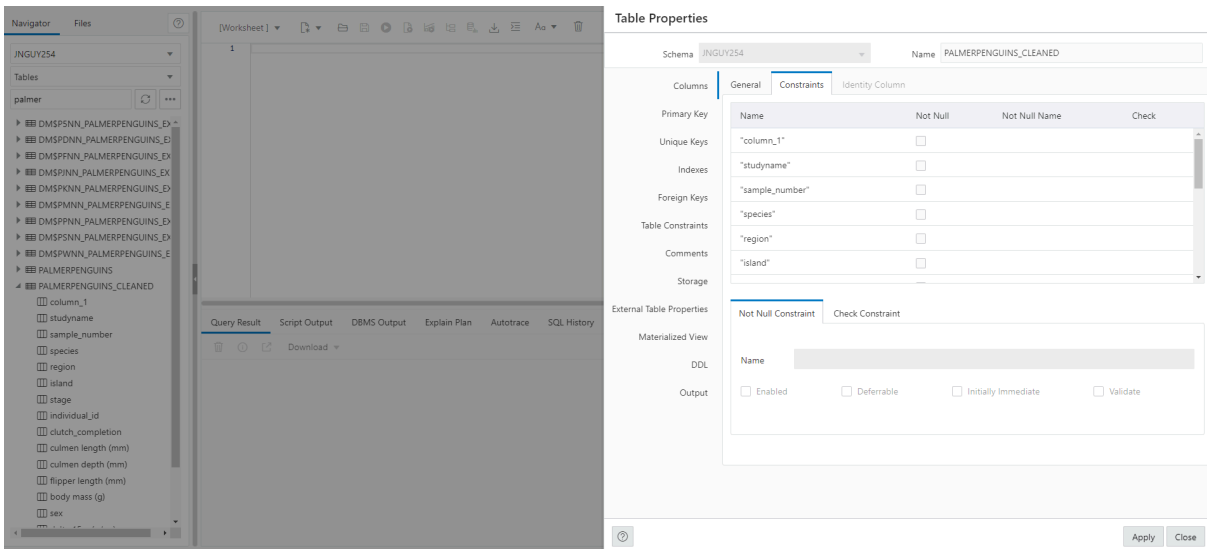 Navigator Files
[Worksheet] Aa
JNGUY254
Tables
palmer
DM$PSNN_PALMERPENGUINS_EX
DM$PDNN_PALMERPENGUINS_EX
DM$PFNN_PALMERPENGUINS_EX
DM$PJNN_PALMERPENGUINS_EX
DM$PKNN_PALMERPENGUINS_EX
DM$PMNN_PALMERPENGUINS_EX
DM$PPNN_PALMERPENGUINS_EX
DM$PSNN_PALMERPENGUINS_EX
DM$PWNN_PALMERPENGUINS_E
PALMERPENGUINS
PALMERPENGUINS_CLEANED
column_1
studyname
sample_number
species
region
island
stage
individual_id
clutch_completion
culmen length (mm)
culmen depth (mm)
flipper length (mm)
body mass (g)
sex
1
Query Result Script Output DBMS Output Explain Plan Autotrace SQL History
Download
Table Properties
Schema JNGUY254 Name PALMERPENGUINS_CLEANED
Columns
Primary Key
Unique Keys
Indexes
Foreign Keys
Table Constraints
Comments
Storage
External Table Properties
Materialized View
DDL
Output
General Constraints Identity Column
Name Not Null Not Null Name Check
"column_1"
"studyname"
"sample_number"
"species"
"region"
"island"
Not Null Constraint Check Constraint
Name
Enabled Deferrable Initially Immediate Validate
? Apply Close